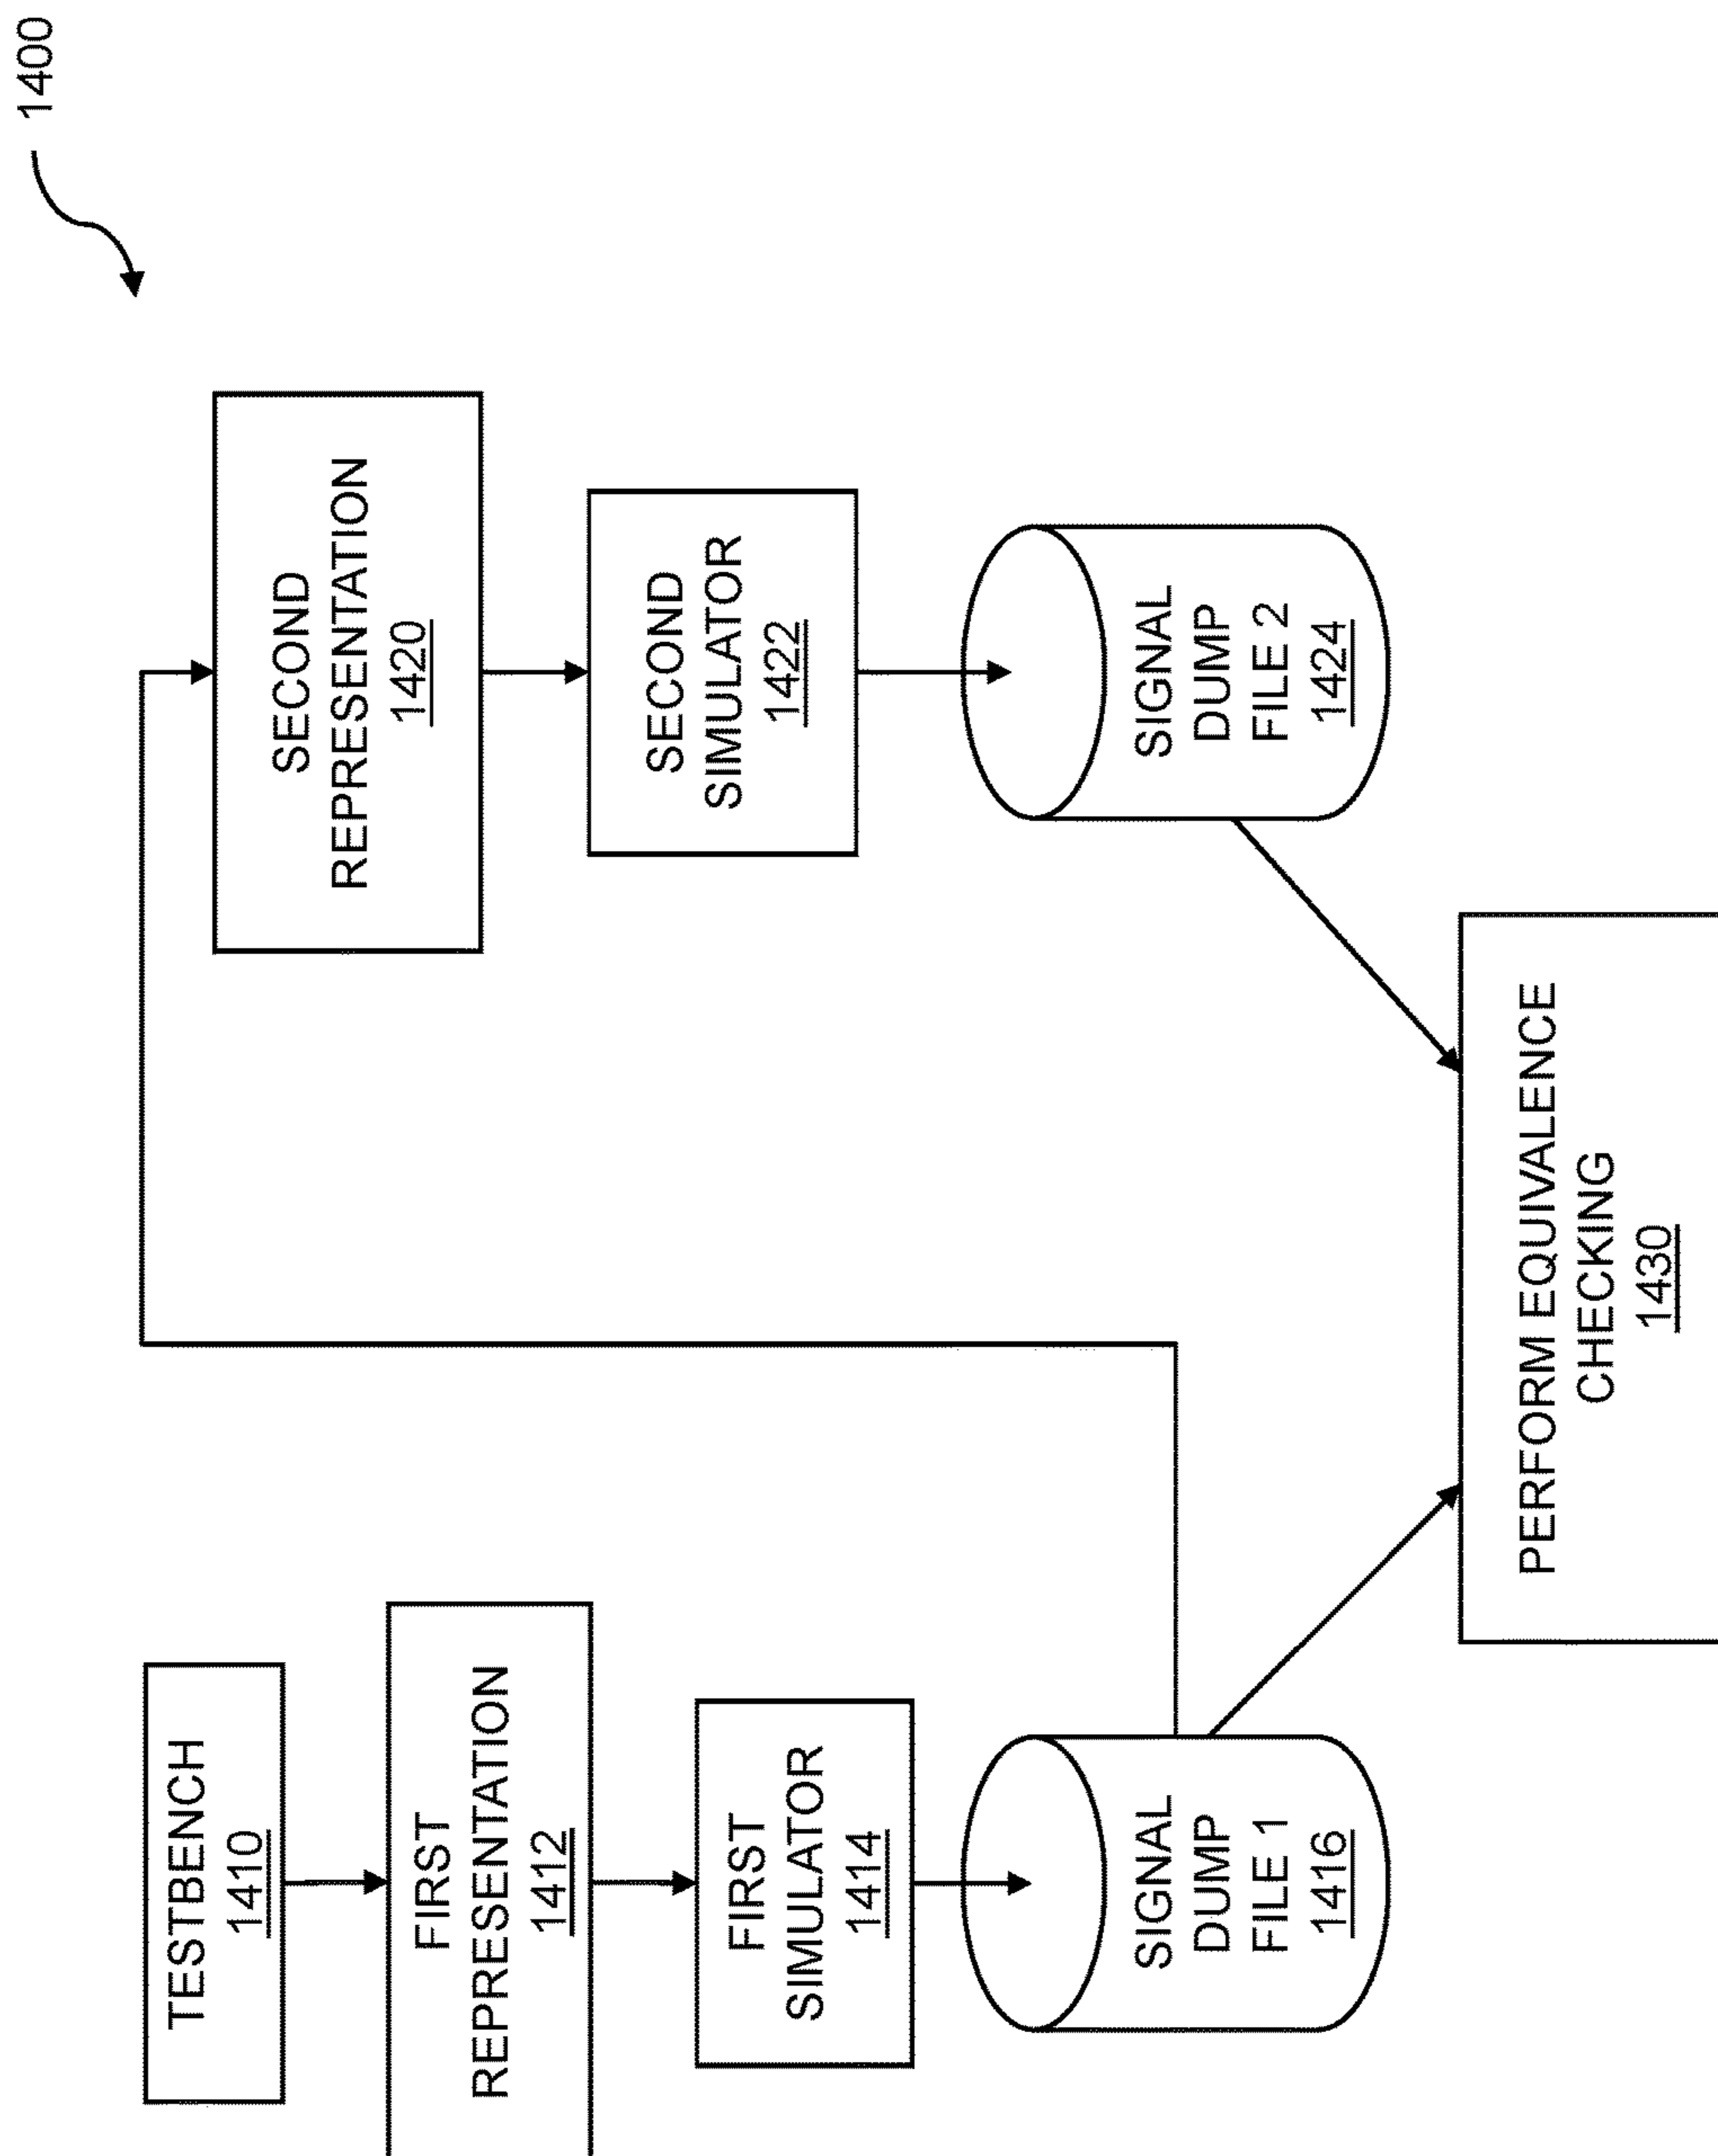 1400
TESTBENCH
1410
FIRST
REPRESENTATION
1412
FIRST
SIMULATOR
1414
SIGNAL
DUMP
FILE 1
1416
SECOND
REPRESENTATION
1420
SECOND
SIMULATOR
1422
SIGNAL
DUMP
FILE 2
1424
PERFORM EQUIVALENCE
CHECKING
1430